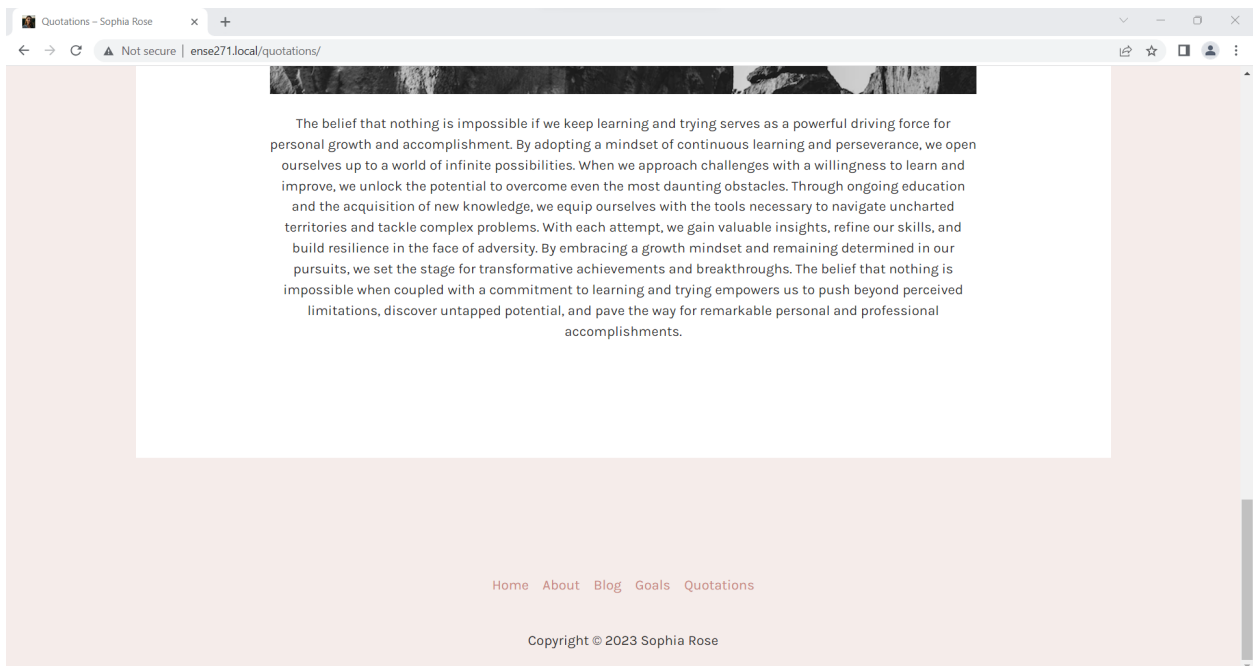 Quotations – Sophia Rose
Not secure | ense271.local/quotations/
The belief that nothing is impossible if we keep learning and trying serves as a powerful driving force for
personal growth and accomplishment. By adopting a mindset of continuous learning and perseverance, we open
ourselves up to a world of infinite possibilities. When we approach challenges with a willingness to learn and
improve, we unlock the potential to overcome even the most daunting obstacles. Through ongoing education
and the acquisition of new knowledge, we equip ourselves with the tools necessary to navigate uncharted
territories and tackle complex problems. With each attempt, we gain valuable insights, refine our skills, and
build resilience in the face of adversity. By embracing a growth mindset and remaining determined in our
pursuits, we set the stage for transformative achievements and breakthroughs. The belief that nothing is
impossible when coupled with a commitment to learning and trying empowers us to push beyond perceived
limitations, discover untapped potential, and pave the way for remarkable personal and professional
accomplishments.
Home About Blog Goals Quotations
Copyright © 2023 Sophia Rose